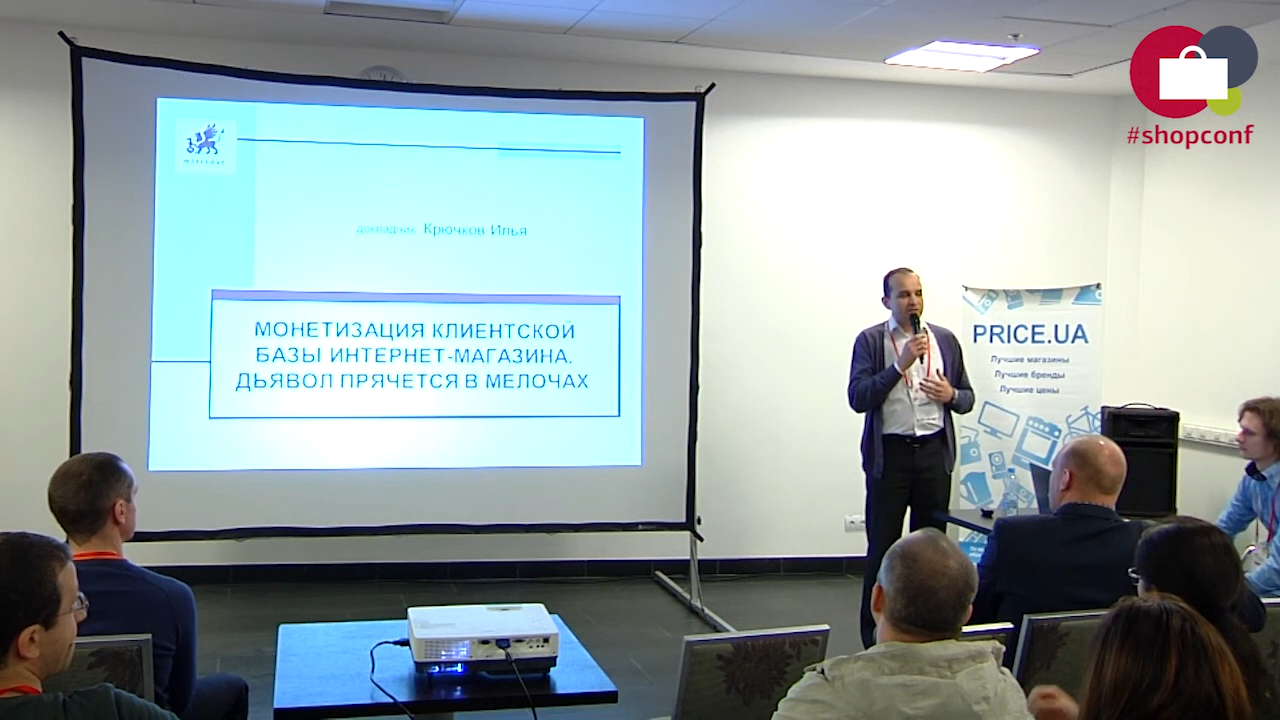 #shopconf
докладчик Крючков Илья
МОНЕТИЗАЦИЯ КЛИЕНТСКОЙ
БАЗЫ ИНТЕРНЕТ-МАГАЗИНА.
ДЬЯВОЛ ПРЯЧЕТСЯ В МЕЛОЧАХ
PRICE.UA
Лучшие магазины
Лучшие бренды
Лучшие цены